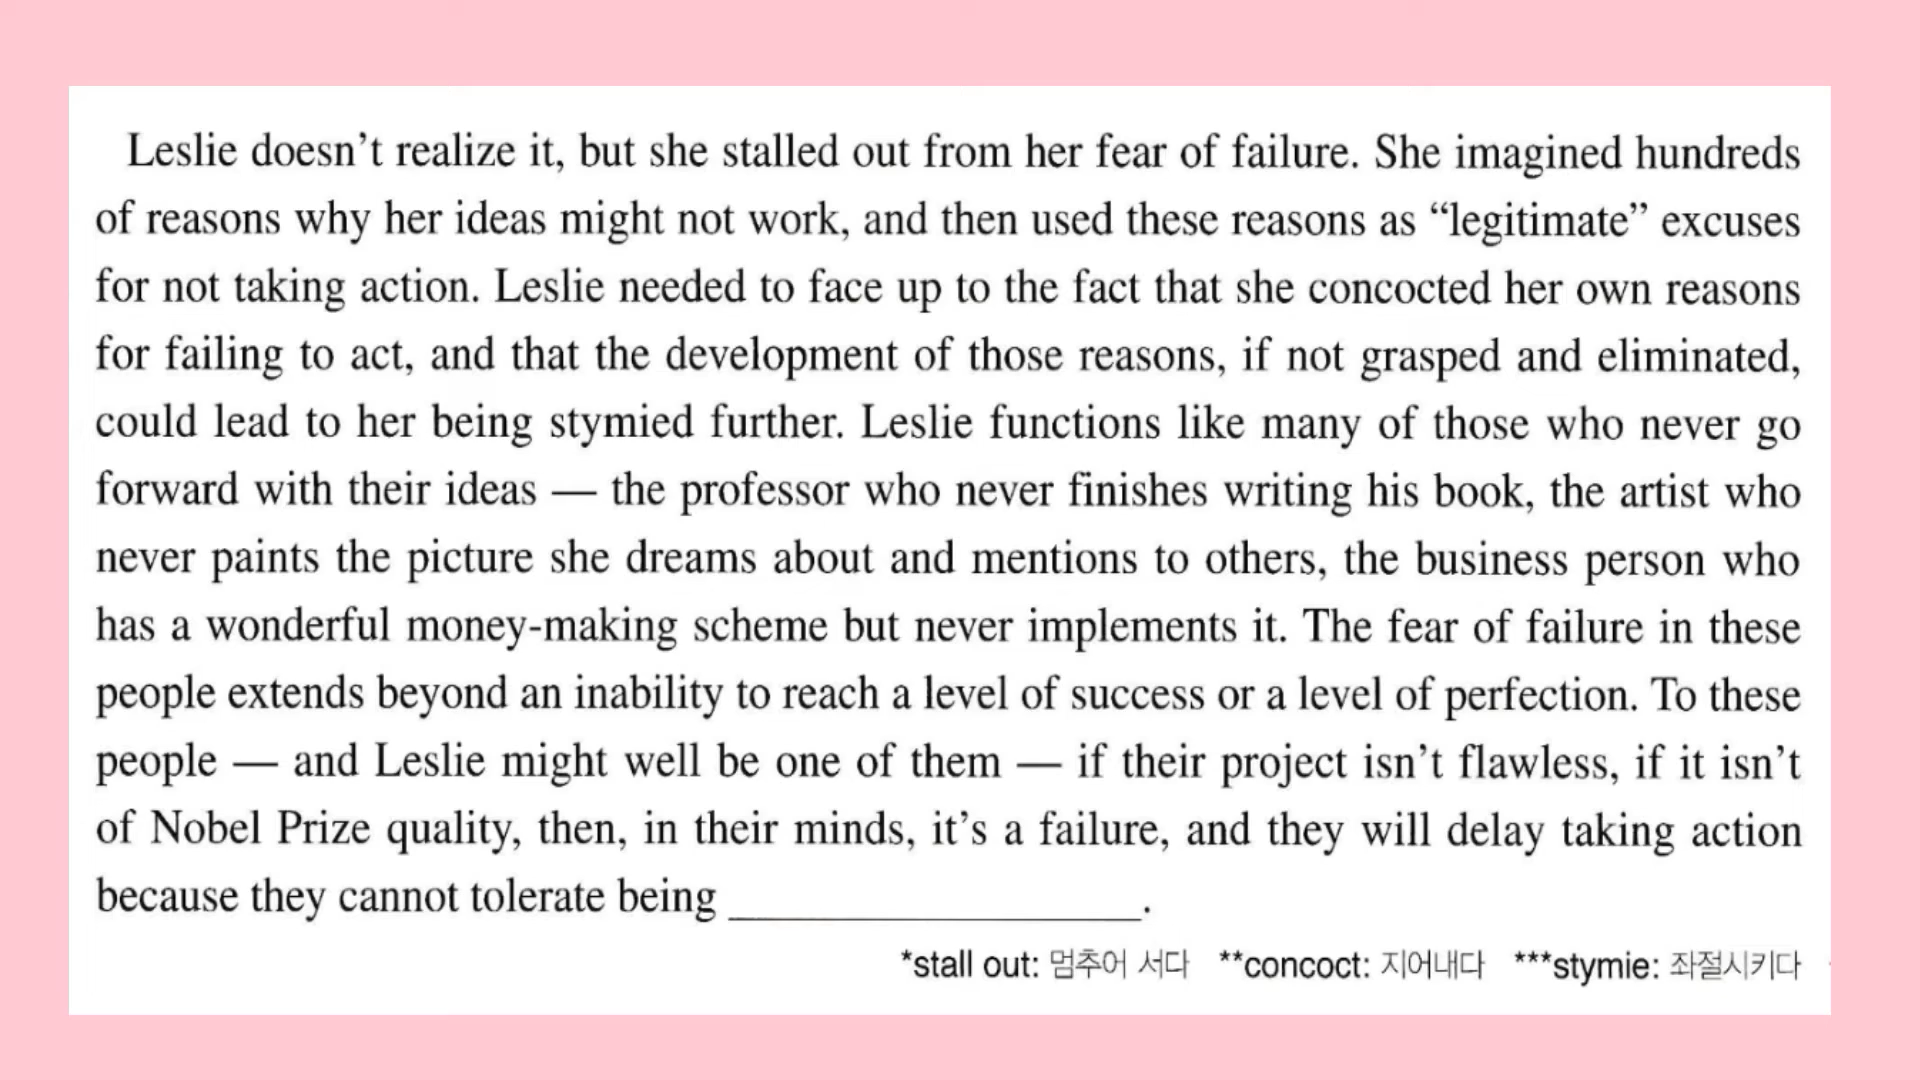 Leslie doesn’t realize it, but she stalled out from her fear of failure. She imagined hundreds
of reasons why her ideas might not work, and then used these reasons as “legitimate” excuses
for not taking action. Leslie needed to face up to the fact that she concocted her own reasons
for failing to act, and that the development of those reasons, if not grasped and eliminated,
could lead to her being stymied further. Leslie functions like many of those who never go
forward with their ideas — the professor who never finishes writing his book, the artist who
never paints the picture she dreams about and mentions to others, the business person who
has a wonderful money-making scheme but never implements it. The fear of failure in these
people extends beyond an inability to reach a level of success or a level of perfection. To these
people — and Leslie might well be one of them — if their project isn’t flawless, if it isn’t
of Nobel Prize quality, then, in their minds, it’s a failure, and they will delay taking action
because they cannot tolerate being ____________________.
*stall out: 멈추어 서다 **concoct: 지어내다 ***stymie: 좌절시키다